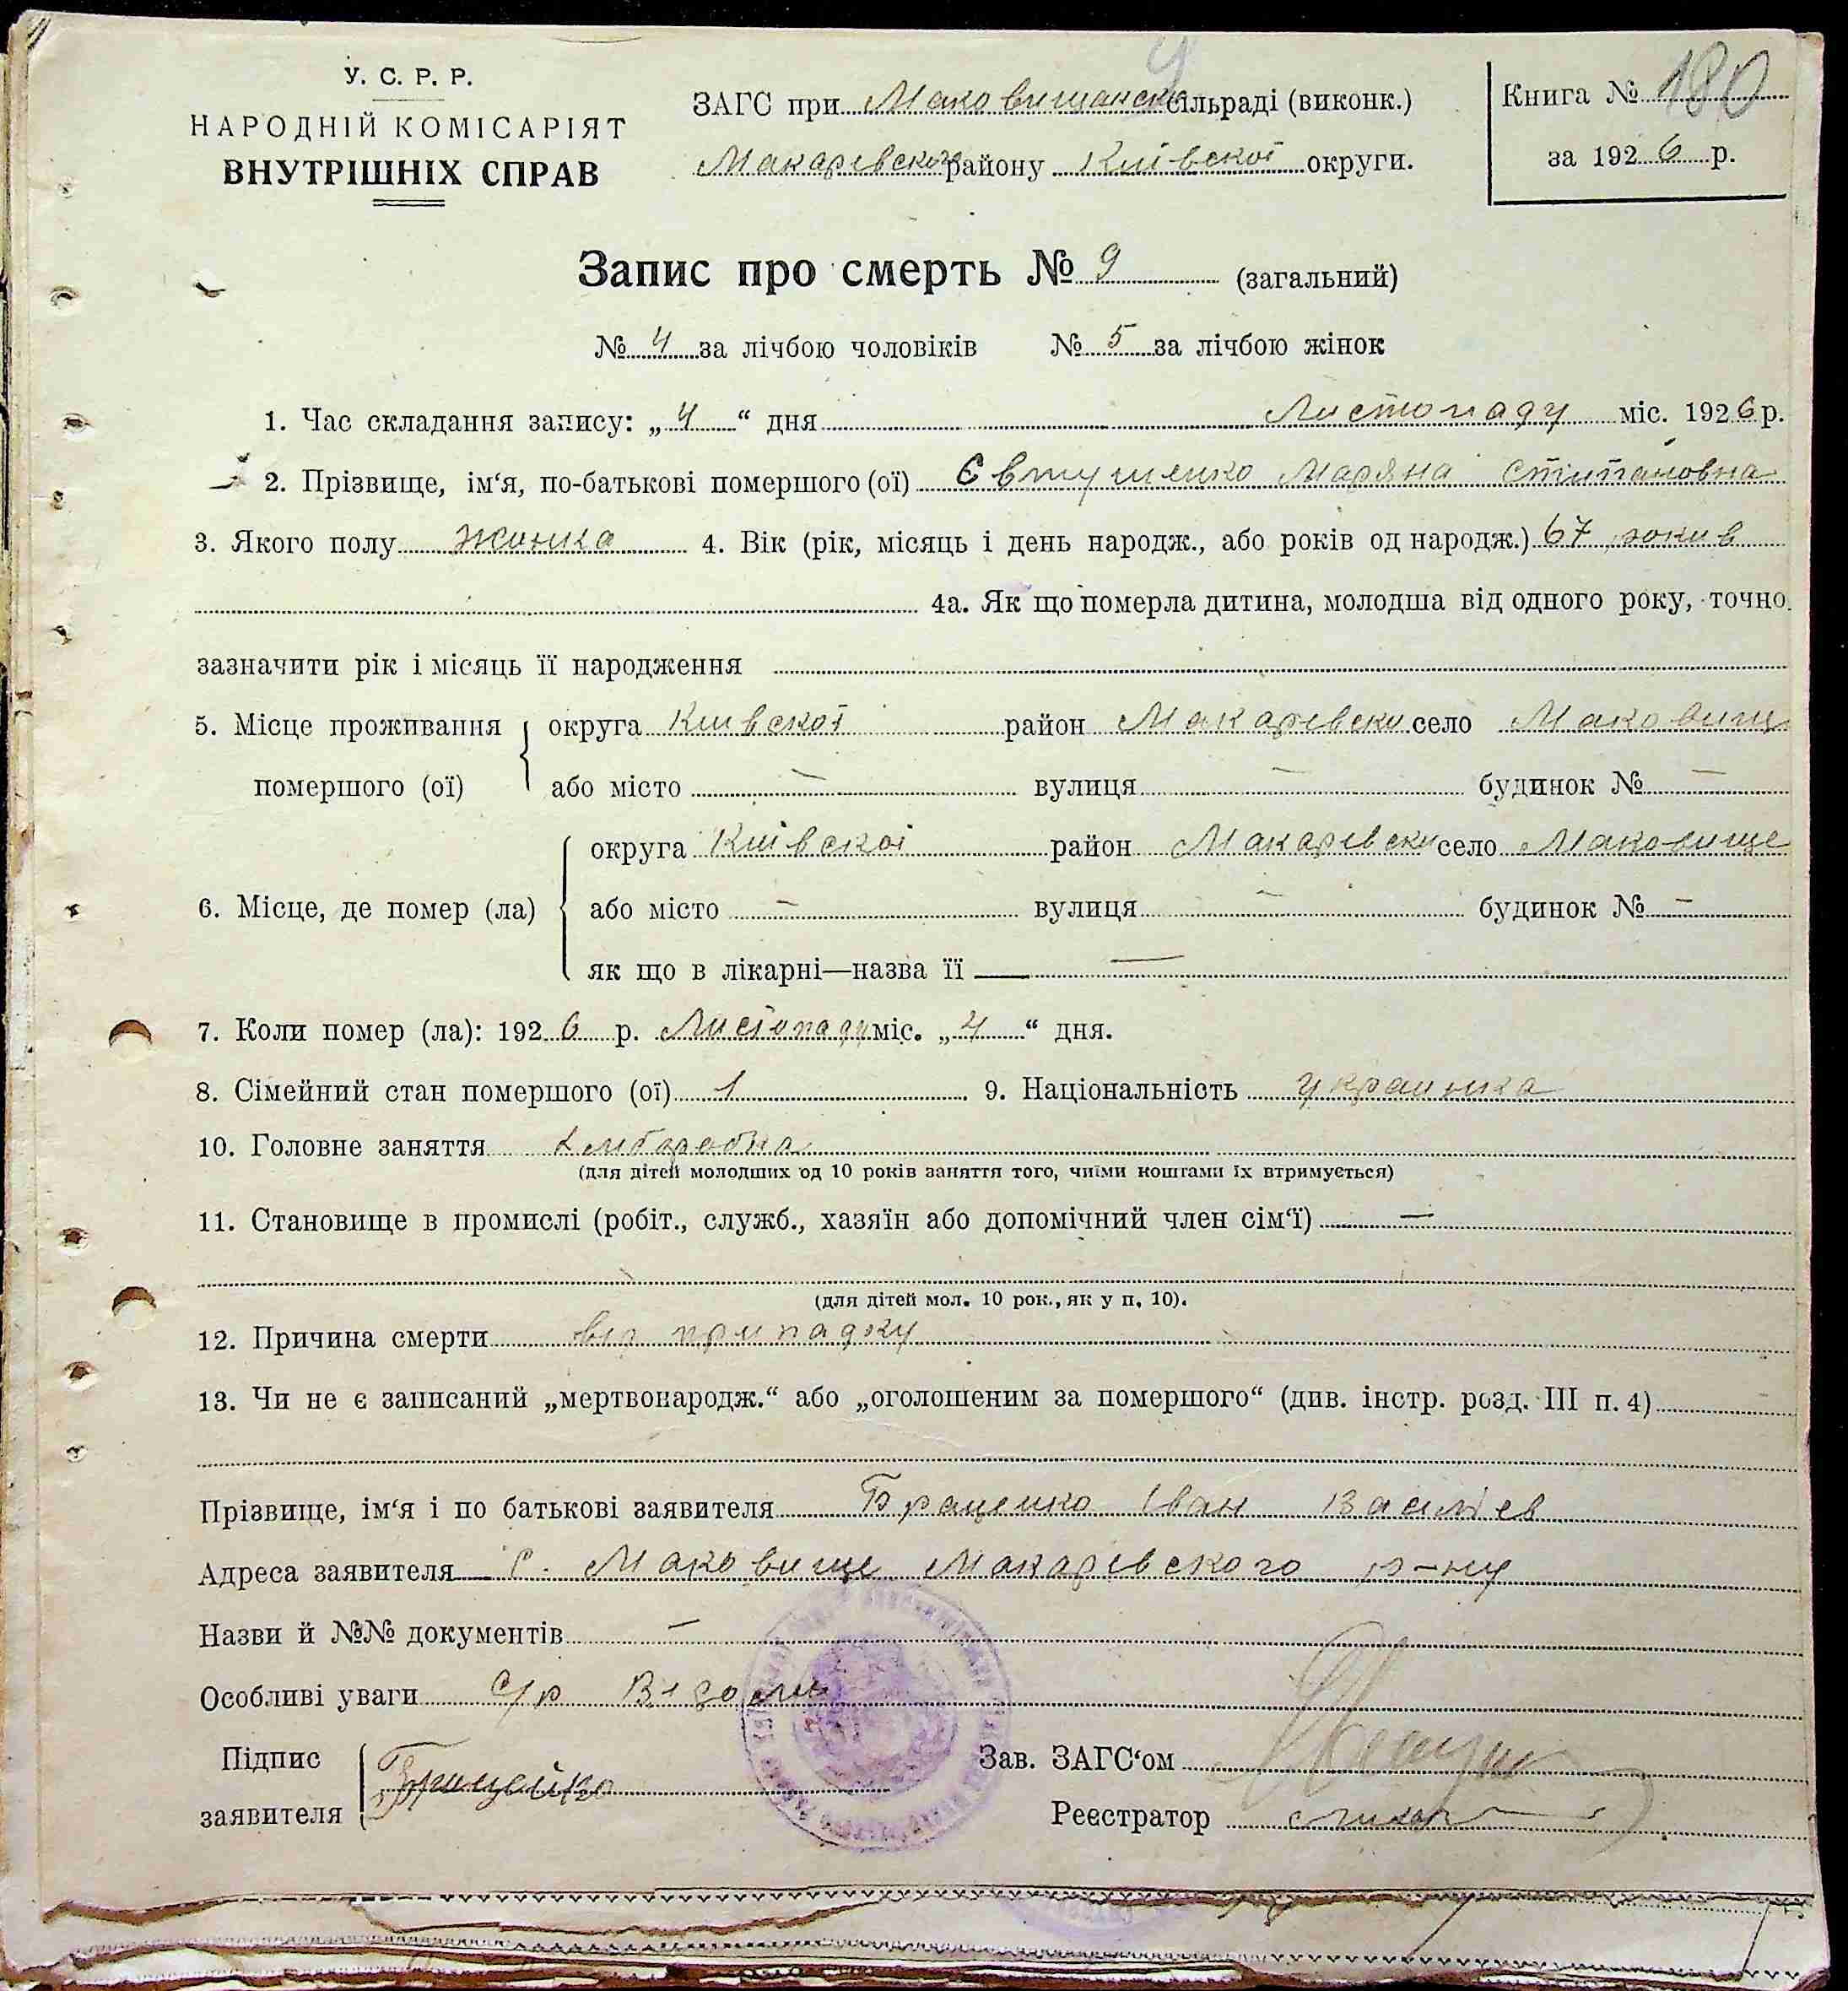 У. С. Р. Р.
НАРОДНІЙ КОМІСАРІЯТ
ВНУТРІШНІХ СПРАВ
ЗАГС при Маковищанск сільраді (виконк.)
Макарівского району Київскої округи.
Книга № 180
за 1926 р.
Запис про смерть № 9 (загальний)
№ 4 за лічбою чоловіків № 5 за лічбою жінок
1. Час складання запису: „4“ дня Листопаду міс. 1926 р.
2. Прізвище, ім‘я, по-батькові помершого (ої) Євтушенко Маряна Стипановна
3. Якого полу жинка 4. Вік (рік, місяць і день народж., або років од народж.) 67 рокив
4а. Як що померла дитина, молодша від одного року, точно
зазначити рік і місяць її народження
5. Місце проживання помершого (ої) округа Київскої район Макарівски село Маковищ
або місто — вулиця — будинок № —
6. Місце, де помер (ла) округа Київскої район Макарівски село Маковище
або місто — вулиця — будинок № —
як що в лікарні—назва її —
7. Коли помер (ла): 1926 р. Листопаду міс. „4“ дня.
8. Сімейний стан помершого (ої) 1 9. Національність украинка
10. Головне заняття хлибороби
(для дітей молодших од 10 років заняття того, чиїми коштами їх втримується)
11. Становище в промислі (робіт., служб., хазяїн або допомічний член сім‘ї) —
(для дітей мол. 10 рок., як у п. 10).
12. Причина смерти від припадку
13. Чи не є записаний „мертвонародж.“ або „оголошеним за помершого“ (див. інстр. розд. III п. 4)
Прізвище, ім‘я і по батькові заявителя Браценко Іван Василів
Адреса заявителя С. Маковище Макарівского р-ну
Назви й №№ документів —
Особливі уваги С/р
Підпис заявителя
Зав. ЗАГС‘ом
Реєстратор